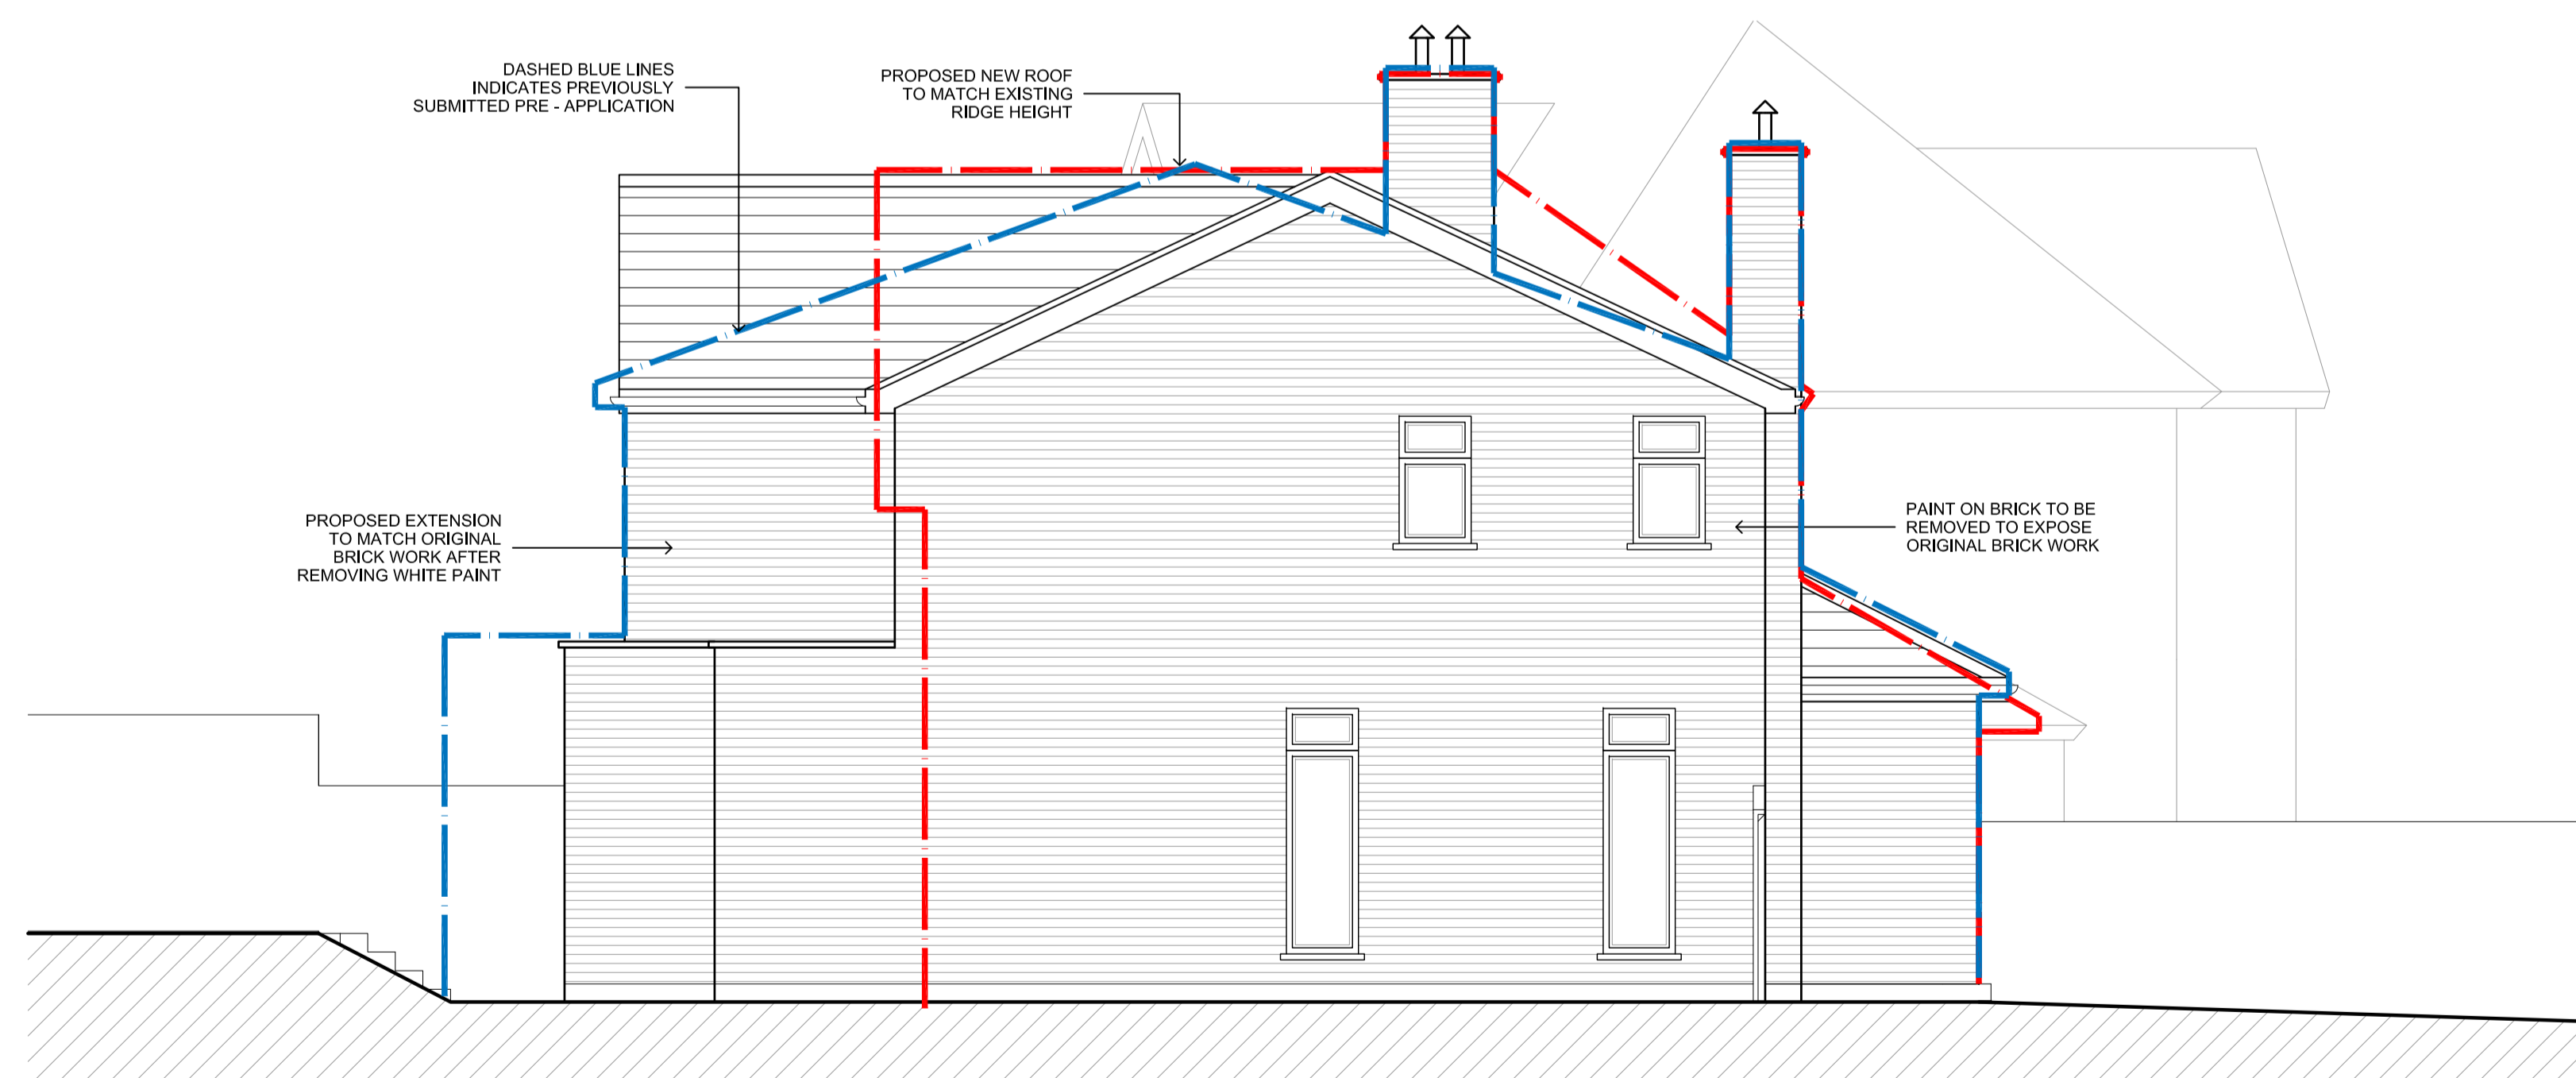 DASHED BLUE LINES
INDICATES PREVIOUSLY
SUBMITTED PRE - APPLICATION
PROPOSED NEW ROOF
TO MATCH EXISTING
RIDGE HEIGHT
PROPOSED EXTENSION
TO MATCH ORIGINAL
BRICK WORK AFTER
REMOVING WHITE PAINT
PAINT ON BRICK TO BE
REMOVED TO EXPOSE
ORIGINAL BRICK WORK